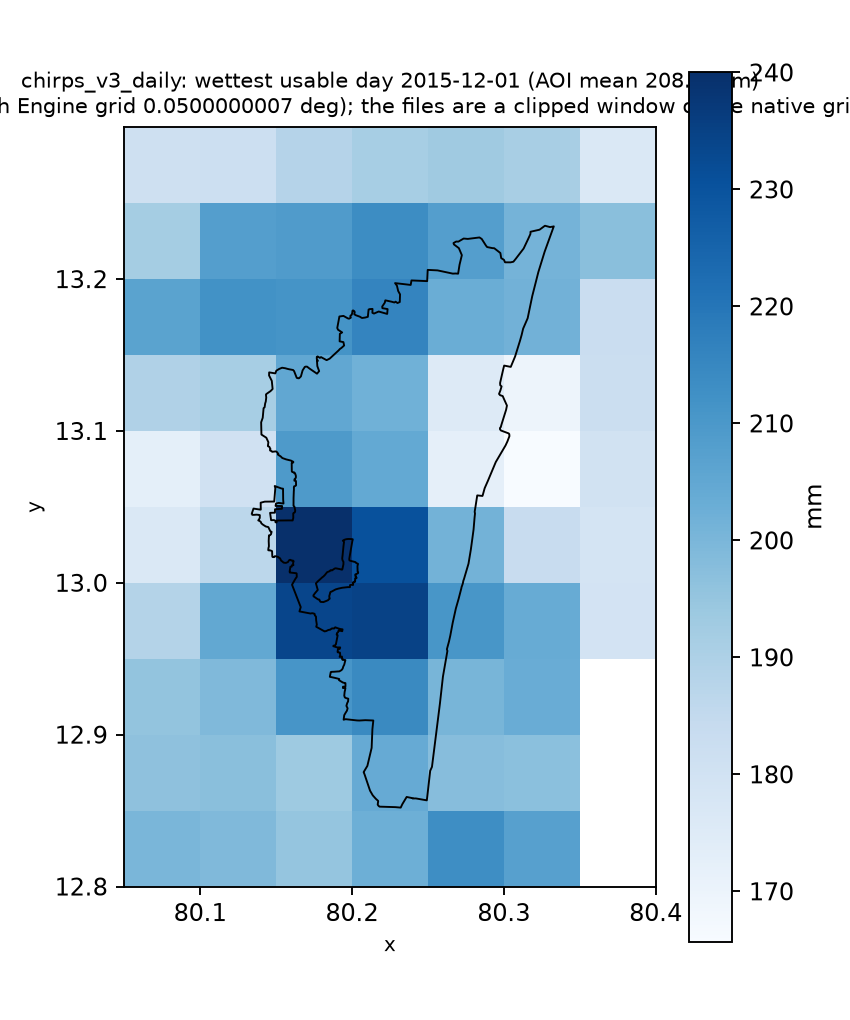 chirps_v3_daily: wettest usable day 2015-12-01 (AOI mean 208.
Engine grid 0.0500000007 deg); the files are a clipped window native
240
230
13.2
220
13.1
210
y
mm
200
13.0
190
12.9
180
170
12.8
80.1 80.2 80.3 80.4
x